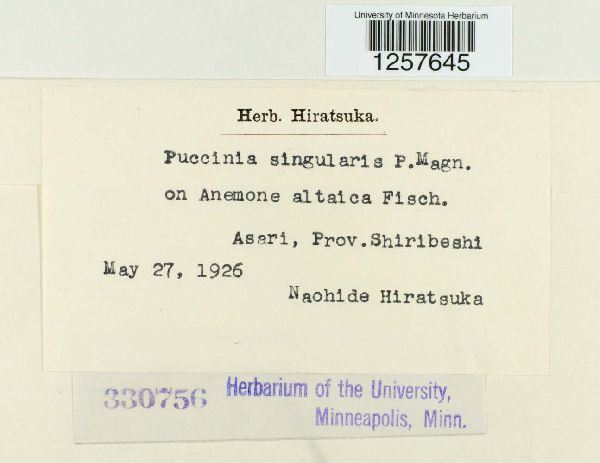 University of Minnesota Herbarium
1257645
Herb. Hiratsuka.
Puccinia singularis P.Magn.
on Anemone altaica Fisch.
Asari, Prov.Shiribeshi
May 27, 1926
Naohide Hiratsuka
330756
Herbarium of the University,
Minneapolis, Minn.